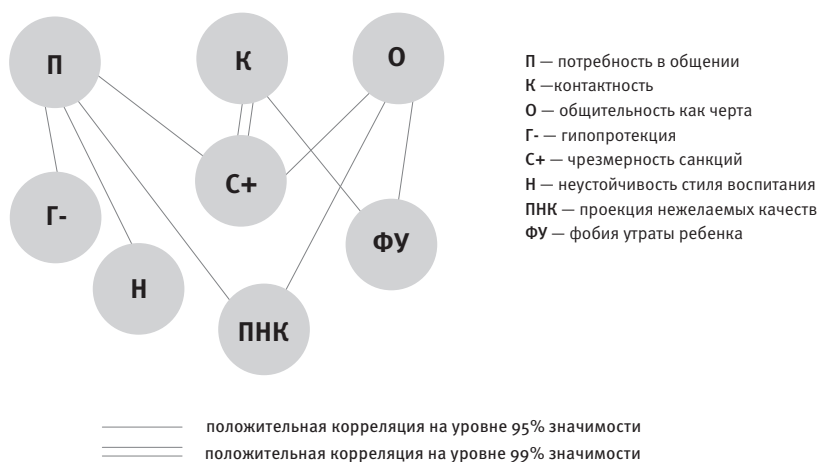 П
К
О
С+
Г-
ФУ
Н
ПНК
П — потребность в общении
К —контактность
О — общительность как черта
Г- — гипопротекция
С+ — чрезмерность санкций
Н — неустойчивость стиля воспитания
ПНК — проекция нежелаемых качеств
ФУ — фобия утраты ребенка
положительная корреляция на уровне 95% значимости
положительная корреляция на уровне 99% значимости